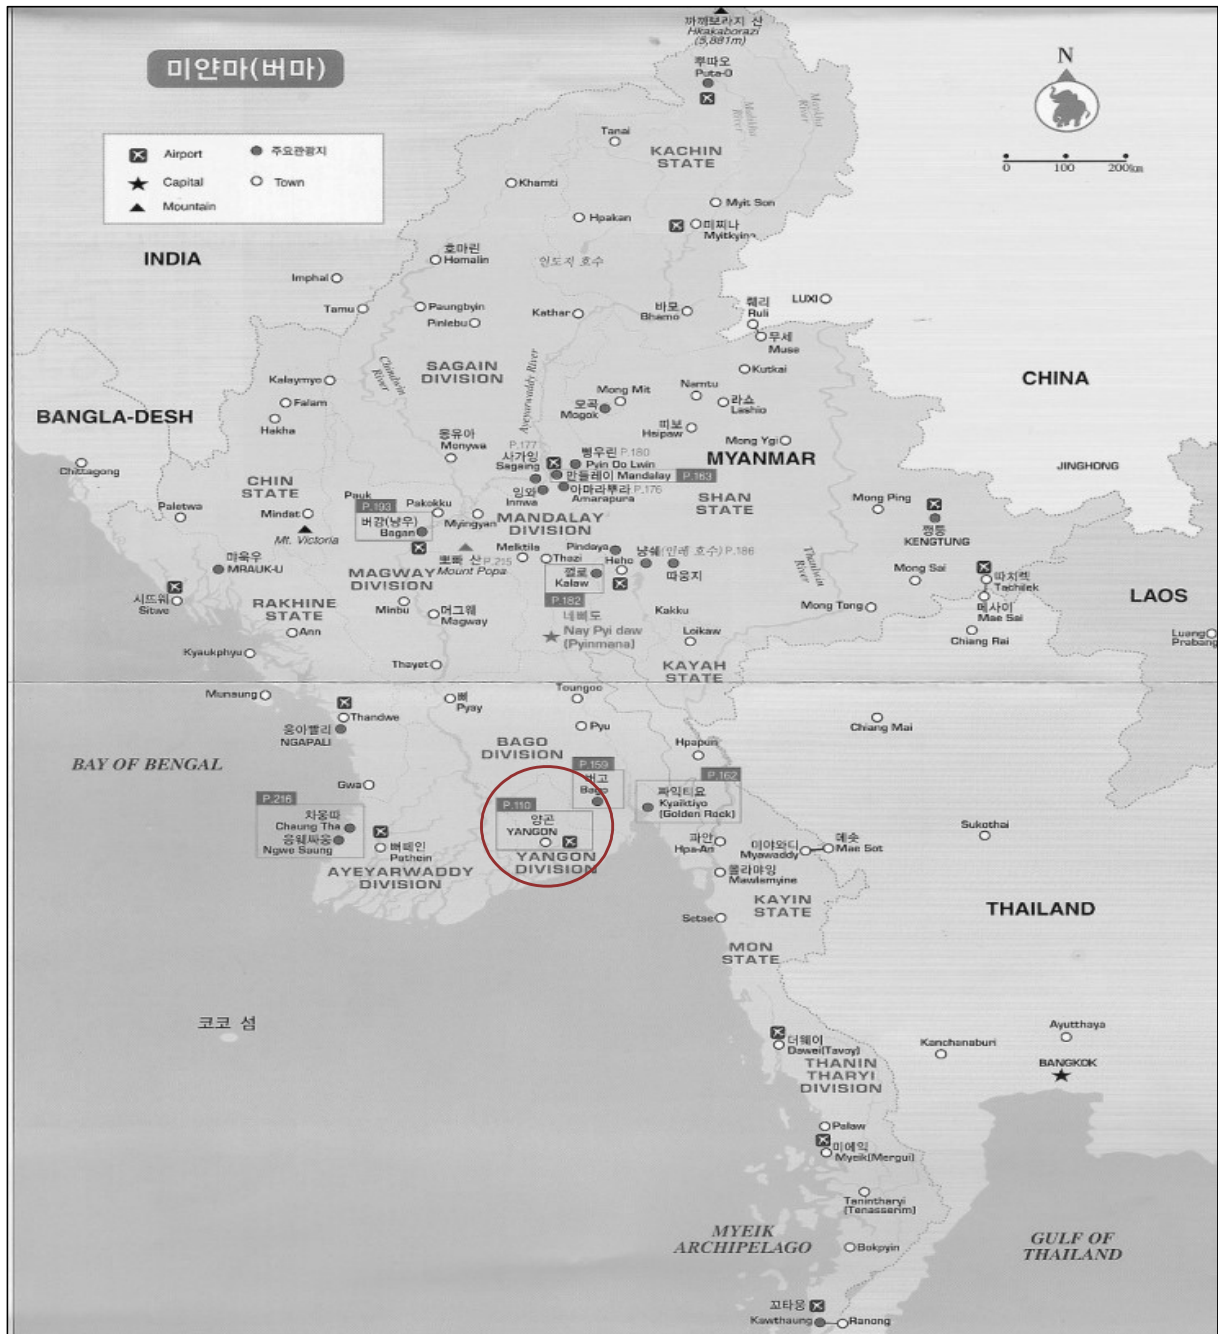 까까보라지 산
Hkakaborazi
(5,881m)
미얀마(버마)
뿌따오
Puta-O
N
Malikha River
Maykha River
Airport
주요관광지
Capital
Town
Mountain
Tanai
KACHIN
STATE
0 100 200km
Khamti
Hpakan
Myit Son
미찌나
Myitkyina
INDIA
호마린
Homalin
인도지 호수
Imphal
Tamu
Paungbyin
Pinlebu
Kathar
바모
Bhamo
뤠리
Ruli
LUXI
무세
Muse
SAGAIN
DIVISION
Chindwin
River
Ayeyarwaddy River
Kutkai
CHINA
Kalaymyo
Falam
Hakha
Mong Mit
모곡
Mogok
Namtu
라쇼
Lashio
BANGLA-DESH
Chittagong
몽유아
Monywa
띠보
Hsipaw
Mong Ygi
P.177
사가잉
Sagaing
삥우린 P.180
Pyin Oo Lwin
MYANMAR
만들레이 Mandalay P.163
JINGHONG
CHIN
STATE
잉와
Innwa
아마라뿌라 P.176
Amarapura
SHAN
STATE
Paletwa
Mindat
Mt. Victoria
Pauk
P.193
버강(냥우)
Bagan
Pakokku
Myingyan
MANDALAY
DIVISION
Mong Ping
쨍퉁
KENGTUNG
먀욱우
MRAUK-U
뽀빠 산 P.215
Mount Popa
Meiktila
Thazi
Pindaya
Heho
냥쉐(인레 호수) P.186
따웅지
Thanlwin
River
Mong Sai
따치렉
Tachilek
LAOS
시뜨웨
Sitwe
MAGWAY
DIVISION
껄로
Kalaw
P.182
메사이
Mae Sai
RAKHINE
STATE
Minbu
머그웨
Magway
네삐도
Nay Pyi daw
(Pyinmana)
Kakku
Mong Tong
Chiang Rai
Luang
Prabang
Ann
Loikaw
Kyaukphyu
Thayet
KAYAH
STATE
Munaung
삐
Pyay
Toungoo
Thandwe
응아빨리
NGAPALI
Pyu
Chiang Mai
BAY OF BENGAL
BAGO
DIVISION
Hpapun
Gwa
P.159
버고
Bago
P.162
짜익티요
Kyaiktiyo
(Golden Rock)
P.216
차웅따
Chaung Tha
응웨싸웅
Ngwe Saung
P.110
양곤
YANGON
YANGON
DIVISION
빠떼인
Pathein
AYEYARWADDY
DIVISION
파안
Hpa-An
미야와디
Myawaddy
메솟
Mae Sot
Sukothai
몰라먀잉
Mawlamyine
KAYIN
STATE
THAILAND
Setse
MON
STATE
코코 섬
더웨이
Dawei(Tavoy)
THANIN
THARYI
DIVISION
Kanchanaburi
Ayutthaya
BANGKOK
Palaw
미에익
Myeik(Mergui)
Tanintharyi
(Tenasserim)
MYEIK
ARCHIPELAGO
Bokpyin
GULF OF
THAILAND
꼬타웅
Kawthaung
Ranong